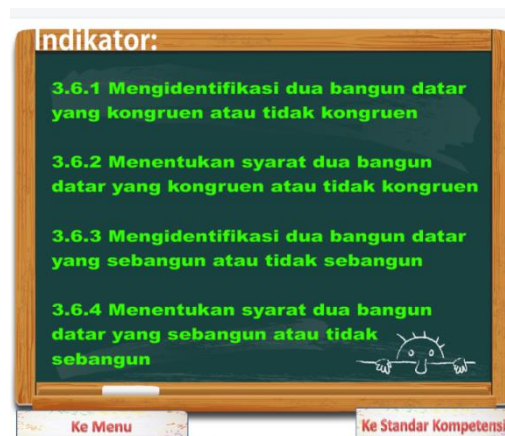 Indikator:
3.6.1 Mengidentifikasi dua bangun datar
yang kongruen atau tidak kongruen
3.6.2 Menentukan syarat dua bangun
datar yang kongruen atau tidak kongruen
3.6.3 Mengidentifikasi dua bangun datar
yang sebangun atau tidak sebangun
3.6.4 Menentukan syarat dua bangun
datar yang sebangun atau tidak
sebangun
Ke Menu
Ke Standar Kompetensi